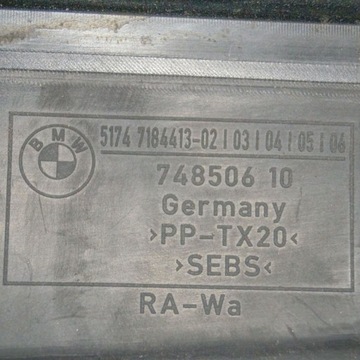 BMW
5174 7184413-02 | 03 | 04 | 05 | 06
748506 10
Germany
>PP-TX20<
>SEBS<
RA-Wa